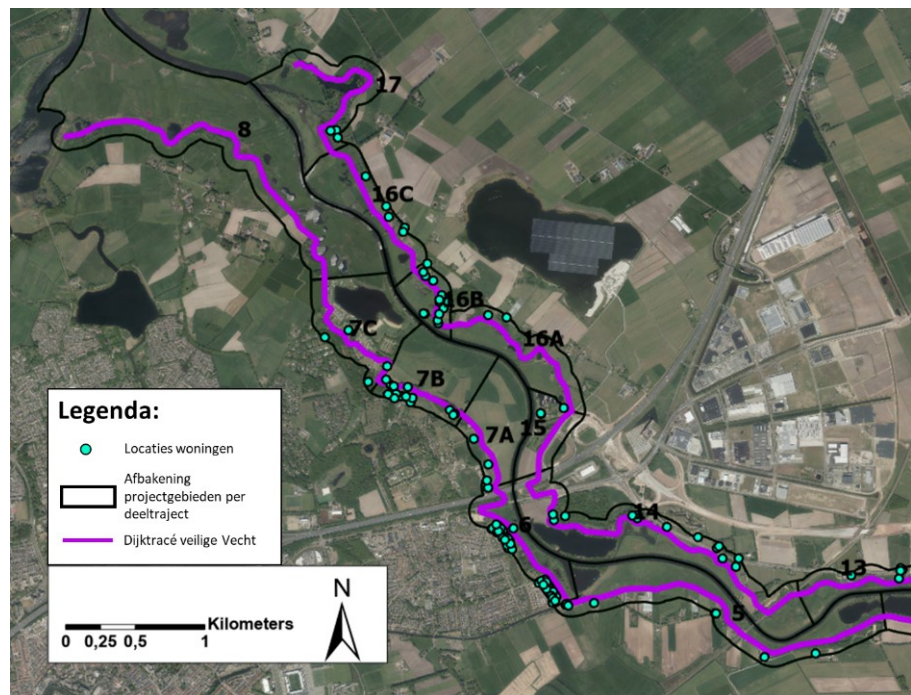 17
8
16C
16B
7C
16A
7B
15
7A
14
6
13
5
Legenda:
Locaties woningen
Afbakening
projectgebieden per
deeltraject
Dijktracé veilige Vecht
N
Kilometers
0 0,25 0,5 1